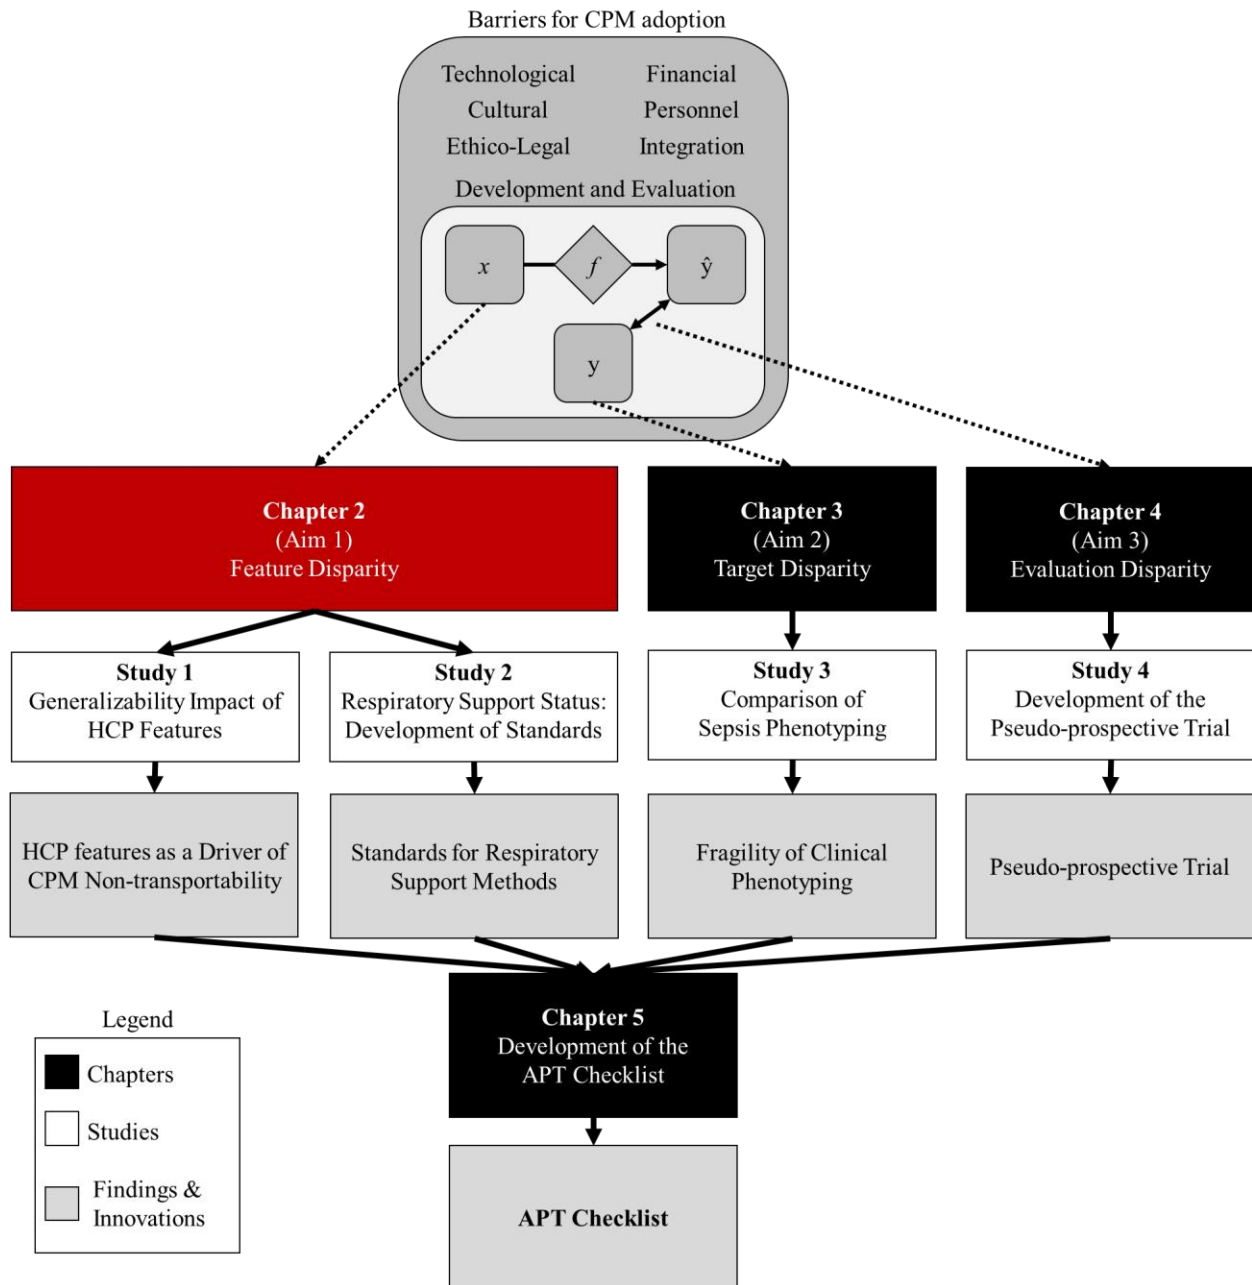 Barriers for CPM adoption
Technological
Financial
Cultural
Personnel
Ethico-Legal
Integration
Development and Evaluation
x
f
ŷ
y
Chapter 2
(Aim 1)
Feature Disparity
Chapter 3
(Aim 2)
Target Disparity
Chapter 4
(Aim 3)
Evaluation Disparity
Study 1
Generalizability Impact of
HCP Features
Study 2
Respiratory Support Status:
Development of Standards
Study 3
Comparison of
Sepsis Phenotyping
Study 4
Development of the
Pseudo-prospective Trial
HCP features as a Driver of
CPM Non-transportability
Standards for Respiratory
Support Methods
Fragility of Clinical
Phenotyping
Pseudo-prospective Trial
Chapter 5
Development of the
APT Checklist
APT Checklist
Legend
Chapters
Studies
Findings &
Innovations